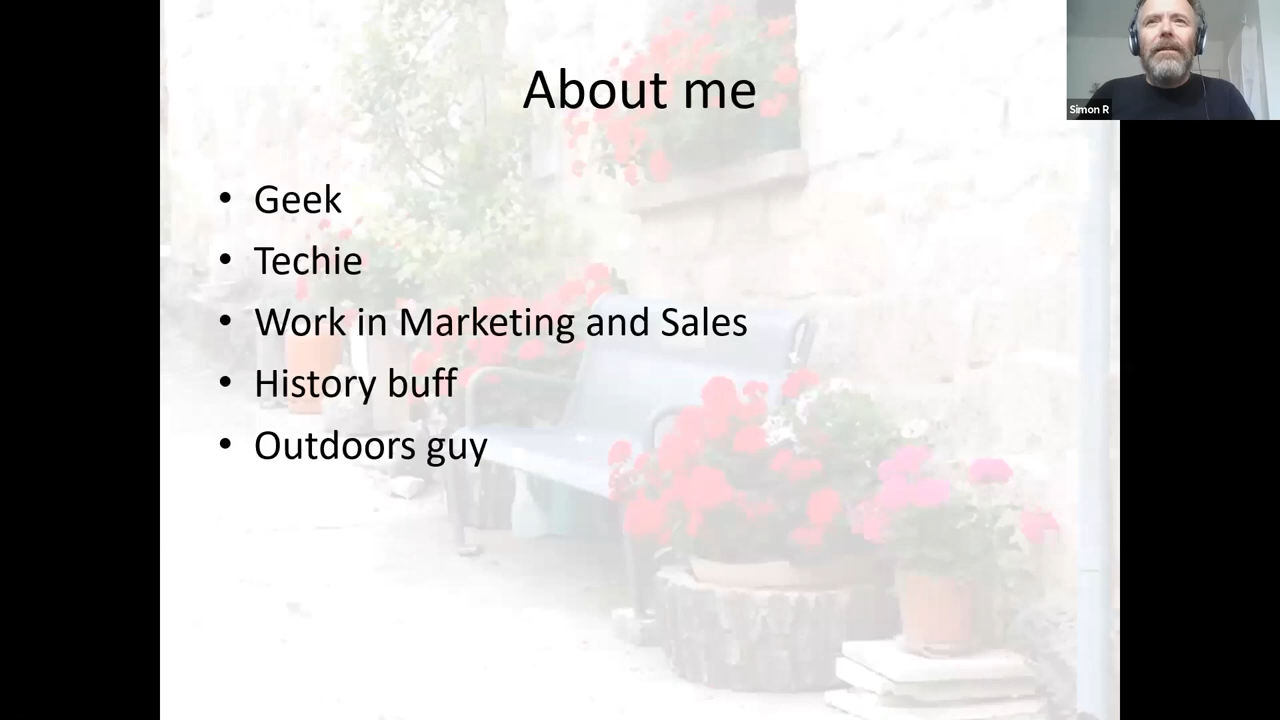 About me
Simon R
• Geek
• Techie
• Work in Marketing and Sales
• History buff
• Outdoors guy